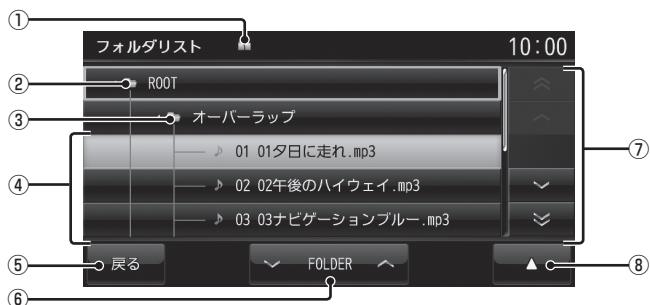 ①
フォルダリスト 10:00
② ROOT
③ オーバーラップ
④ 01 01夕日に走れ.mp3
⑦
02 02午後のハイウェイ.mp3
03 03ナビゲーションブルー.mp3
⑤ 戻る FOLDER ▲ ⑧
⑥